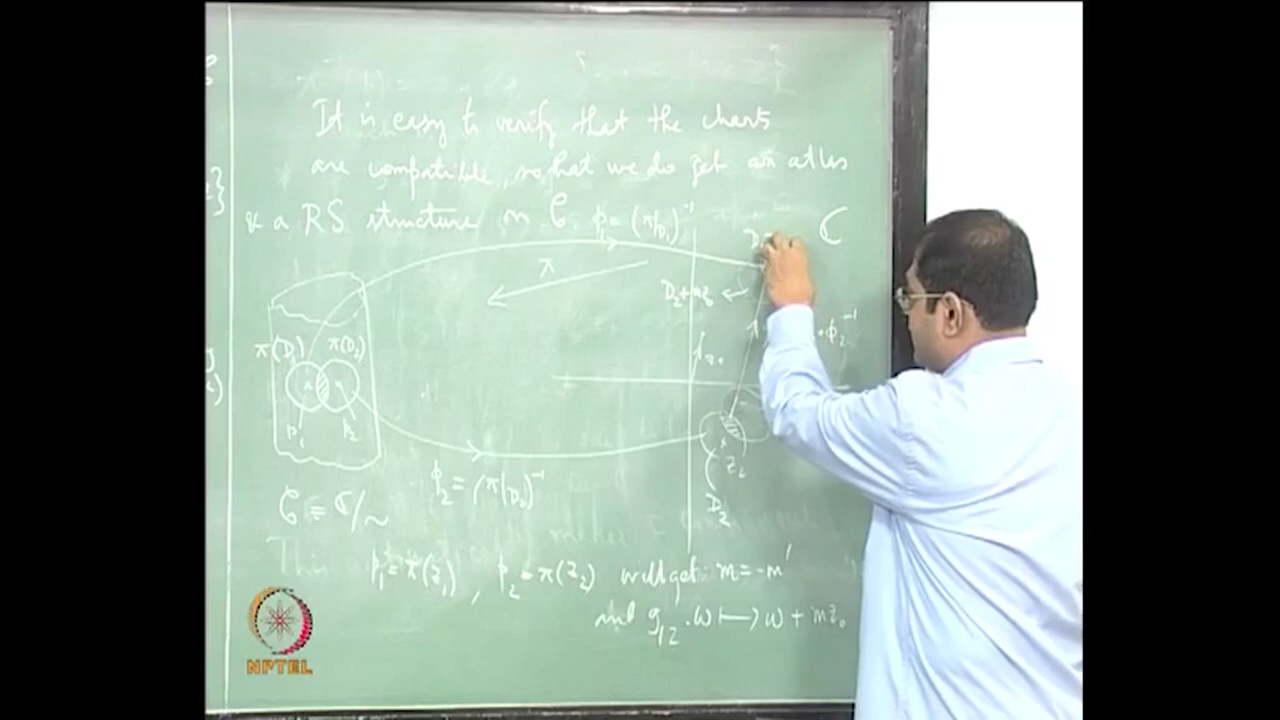 It is easy to verify that the charts
are compatible, so that we do get an atlas
& a RS structure on C. ϕ₁ = (π|D₁)⁻¹
ℂ
π
D₂+mz₀
π(D₁) π(D₂)
z₀
ϕ₂⁻¹
p₁ p₂
z₂
ϕ₂ = (π|D₂)⁻¹
D₂
C = ℂ/~
This
p₁ = π(z₁), p₂ = π(z₂) will get m = -m'
and g₁₂ . ω ⟼ ω + mz₀
NPTEL